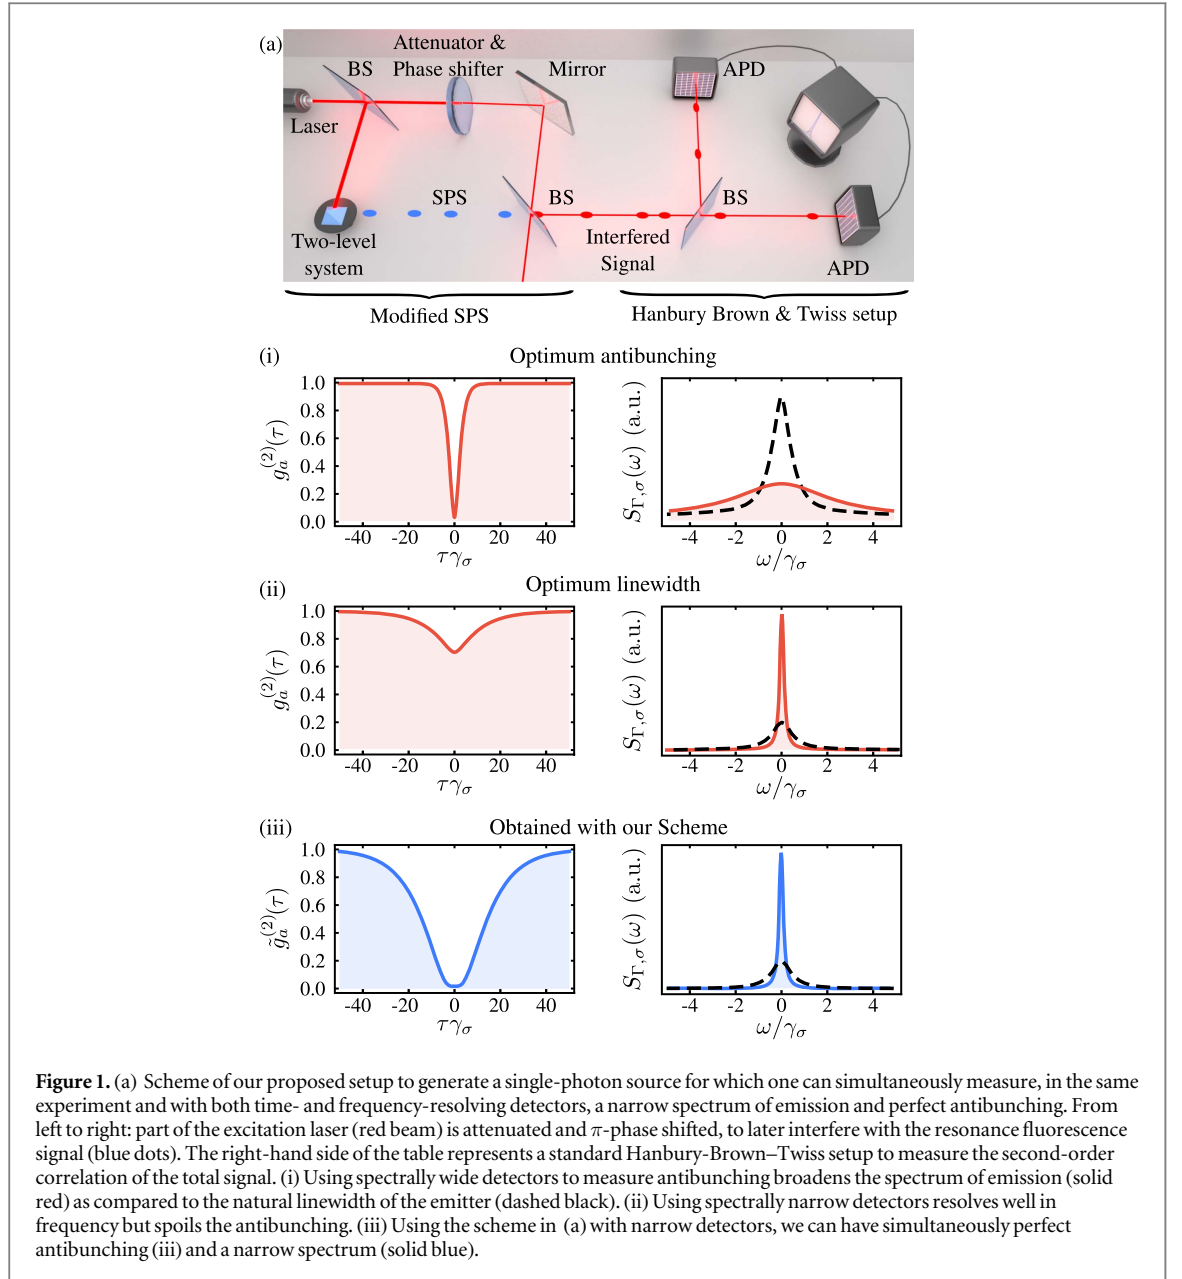 (a)
Attenuator &
Phase shifter
BS
Mirror
APD
Laser
SPS
BS
BS
Two-level
system
Interfered
Signal
APD
Modified SPS
Hanbury Brown & Twiss setup
(i)
Optimum antibunching
g_a^(2)(τ)
1.0
0.8
0.6
0.4
0.2
0.0
-40 -20 0 20 40
τγ_σ
S_Γ,σ(ω) (a.u.)
-4 -2 0 2 4
ω/γ_σ
(ii)
Optimum linewidth
g_a^(2)(τ)
1.0
0.8
0.6
0.4
0.2
0.0
-40 -20 0 20 40
τγ_σ
S_Γ,σ(ω) (a.u.)
-4 -2 0 2 4
ω/γ_σ
(iii)
Obtained with our Scheme
g̃_a^(2)(τ)
1.0
0.8
0.6
0.4
0.2
0.0
-40 -20 0 20 40
τγ_σ
S_Γ,σ(ω) (a.u.)
-4 -2 0 2 4
ω/γ_σ
Figure 1. (a) Scheme of our proposed setup to generate a single-photon source for which one can simultaneously measure, in the same
experiment and with both time- and frequency-resolving detectors, a narrow spectrum of emission and perfect antibunching. From
left to right: part of the excitation laser (red beam) is attenuated and π-phase shifted, to later interfere with the resonance fluorescence
signal (blue dots). The right-hand side of the table represents a standard Hanbury-Brown–Twiss setup to measure the second-order
correlation of the total signal. (i) Using spectrally wide detectors to measure antibunching broadens the spectrum of emission (solid
red) as compared to the natural linewidth of the emitter (dashed black). (ii) Using spectrally narrow detectors resolves well in
frequency but spoils the antibunching. (iii) Using the scheme in (a) with narrow detectors, we can have simultaneously perfect
antibunching (iii) and a narrow spectrum (solid blue).